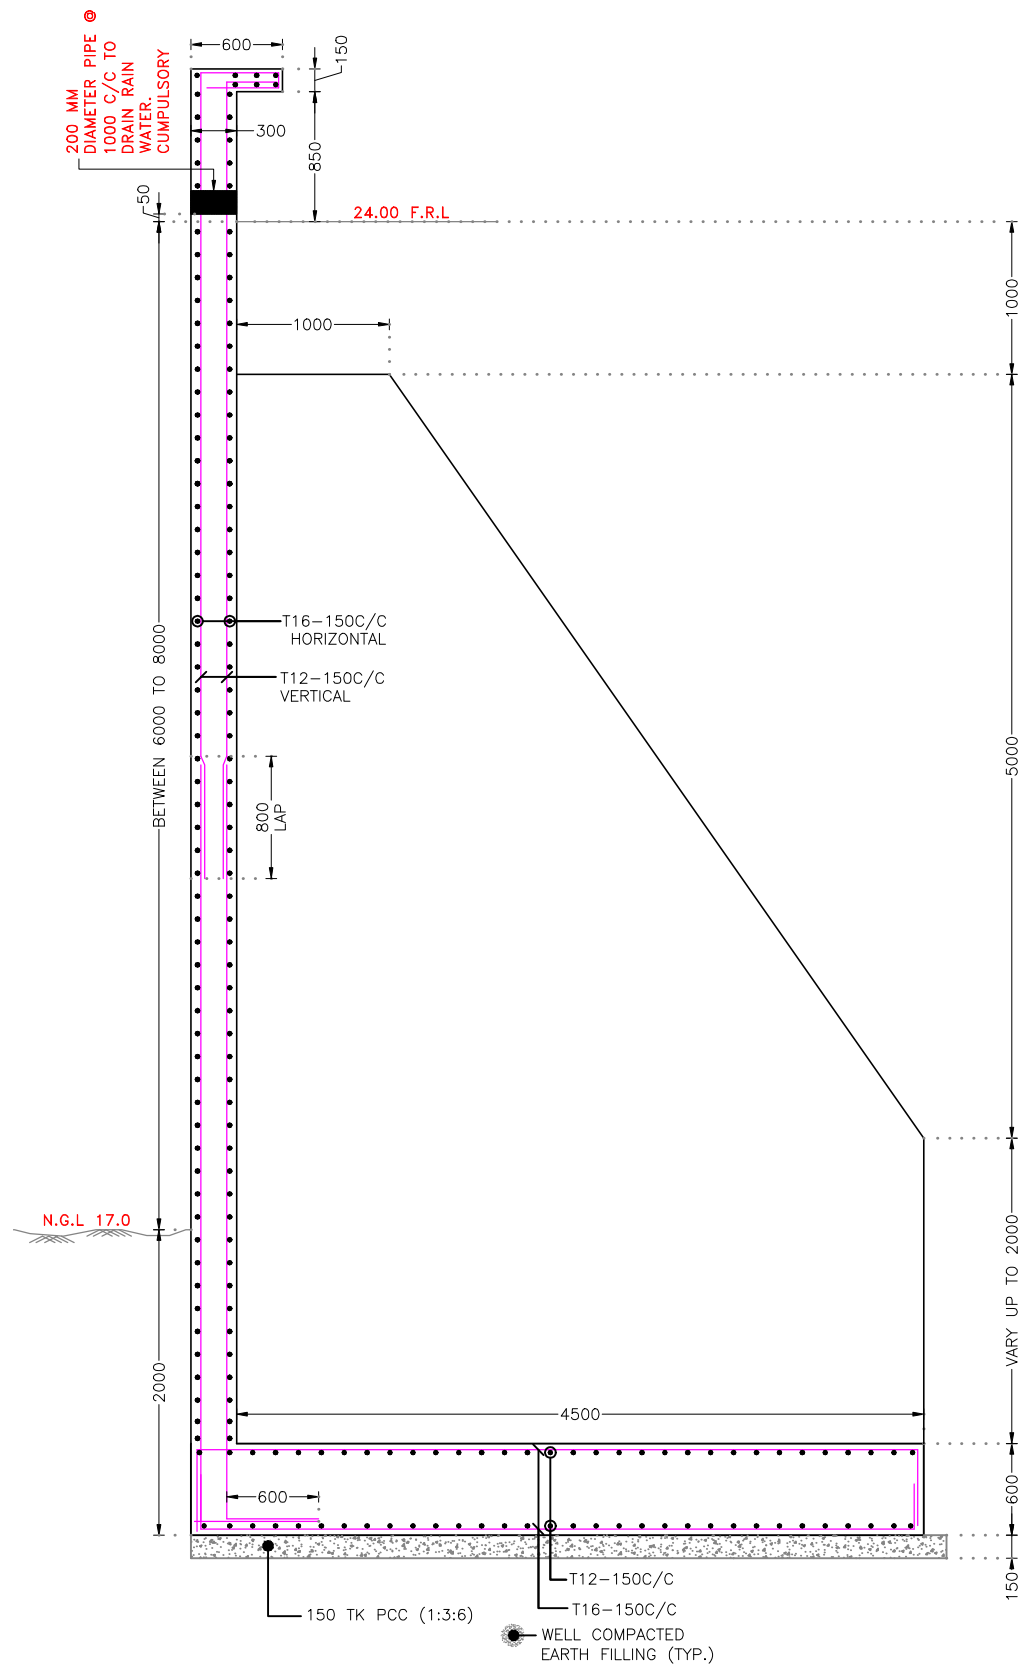 200 MM
DIAMETER PIPE @
1000 C/C TO
DRAIN RAIN
WATER.
CUMPULSORY
600
150
300
850
50
24.00 F.R.L
1000
1000
T16-150C/C
HORIZONTAL
T12-150C/C
VERTICAL
BETWEEN 6000 TO 8000
5000
800
LAP
N.G.L 17.0
VARY UP TO 2000
2000
4500
600
600
150
T12-150C/C
T16-150C/C
150 TK PCC (1:3:6)
WELL COMPACTED
EARTH FILLING (TYP.)